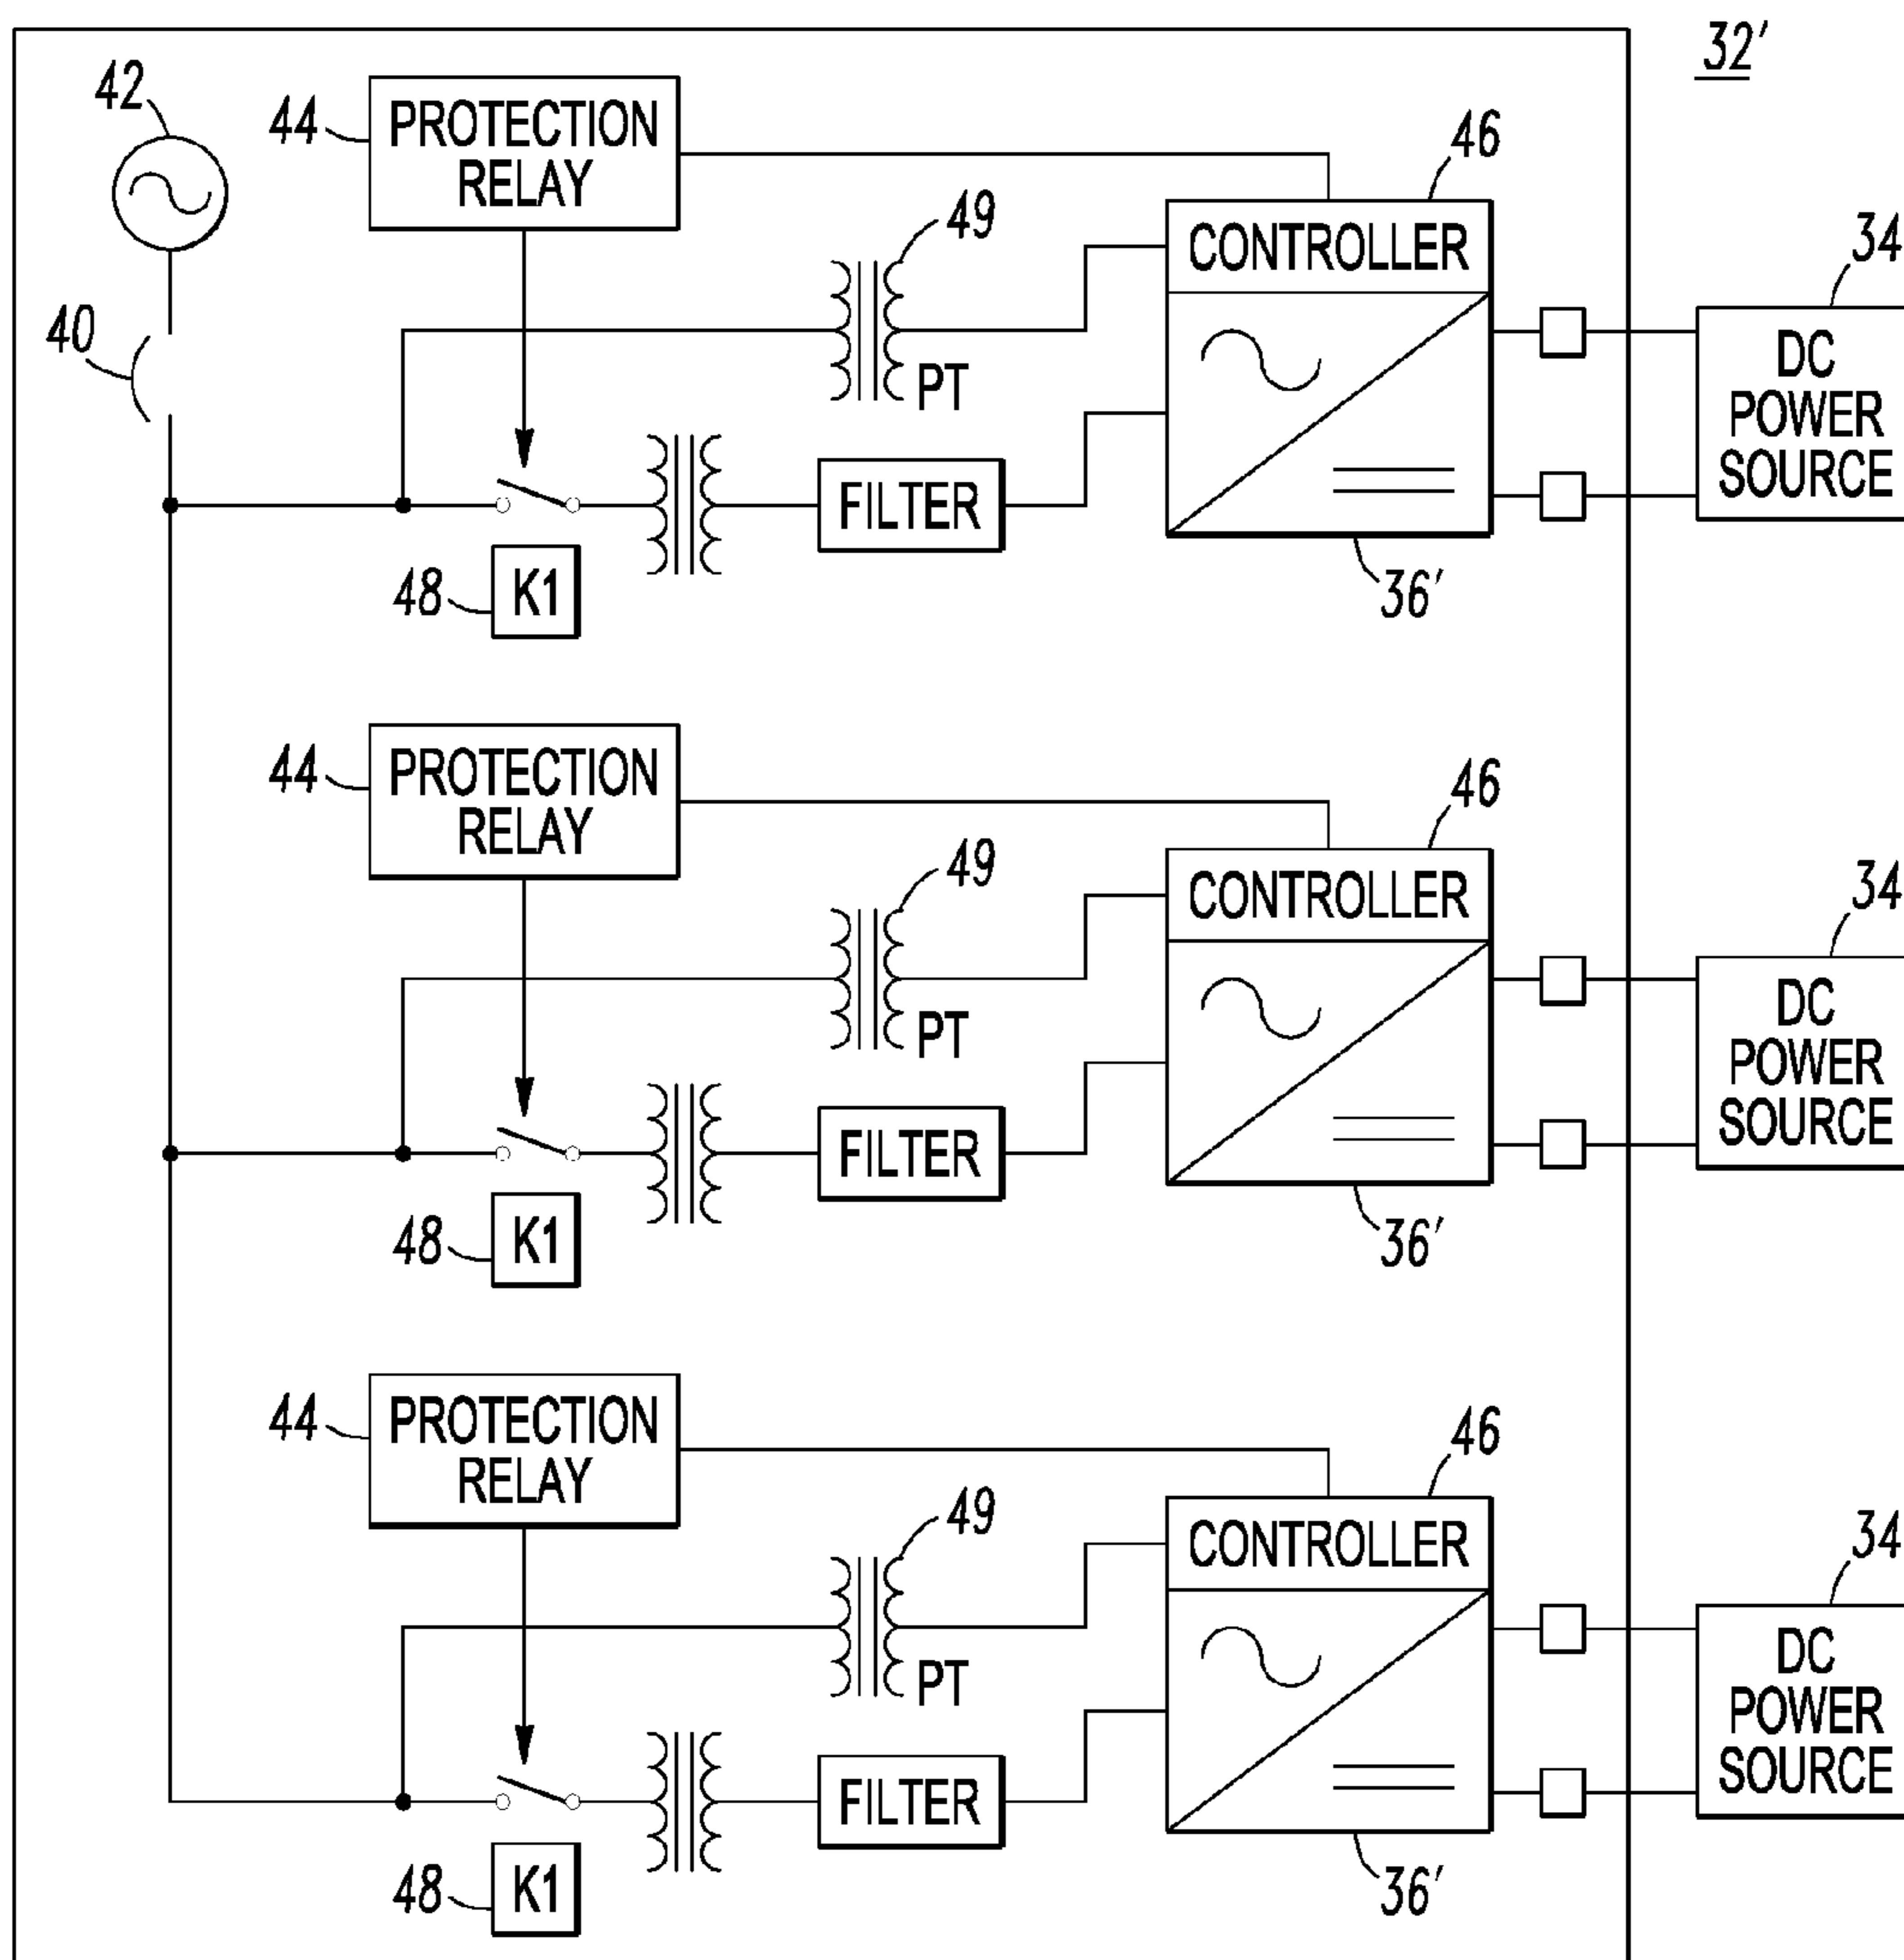 32'
42
44
PROTECTION
RELAY
46
49
CONTROLLER
34
40
PT
DC
POWER
SOURCE
FILTER
48
K1
36'
44
PROTECTION
RELAY
46
49
CONTROLLER
34
PT
DC
POWER
SOURCE
FILTER
48
K1
36'
44
PROTECTION
RELAY
46
49
CONTROLLER
34
PT
DC
POWER
SOURCE
FILTER
48
K1
36'